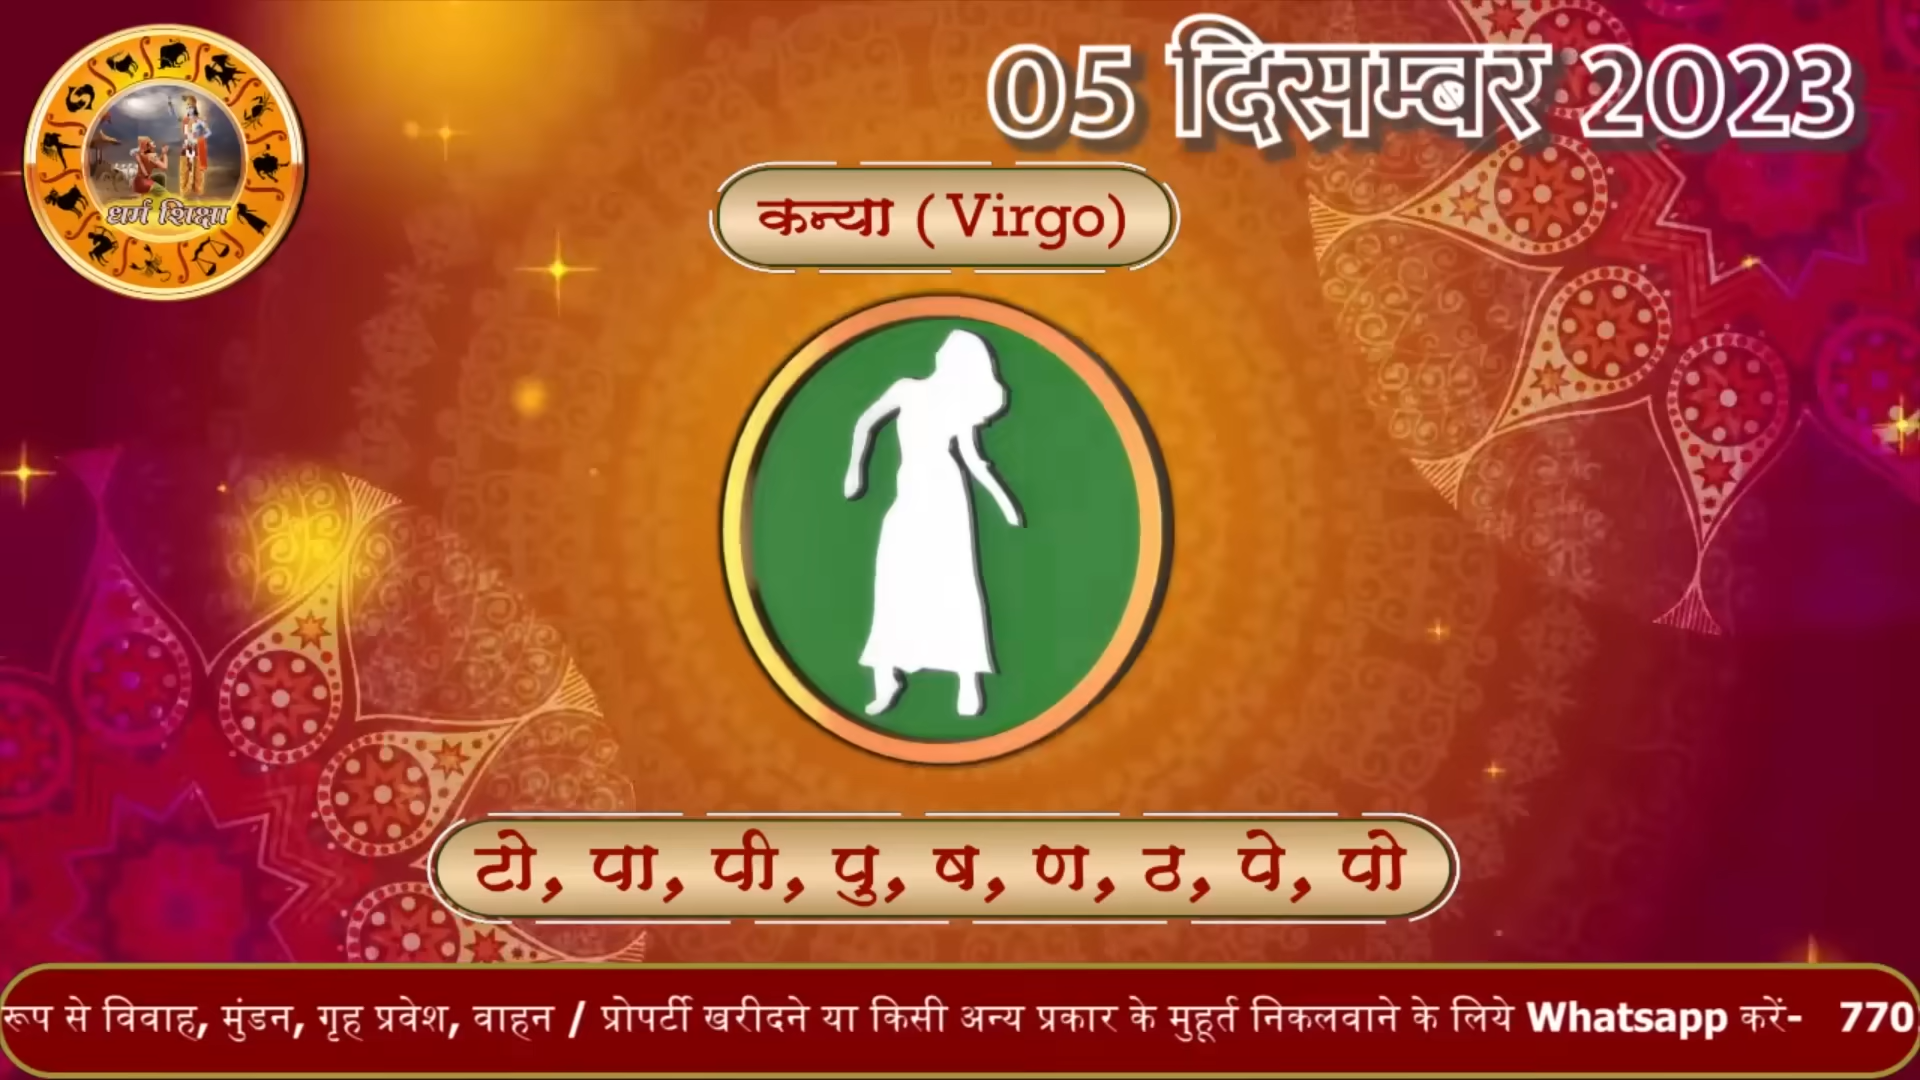 05 दिसम्बर 2023
धर्म शिक्षा
कन्या (Virgo)
टो, पा, पी, पु, ष, ण, ठ, पे, पो
रूप से विवाह, मुंडन, गृह प्रवेश, वाहन / प्रोपर्टी खरीदने या किसी अन्य प्रकार के मुहूर्त निकलवाने के लिये Whatsapp करें- 770